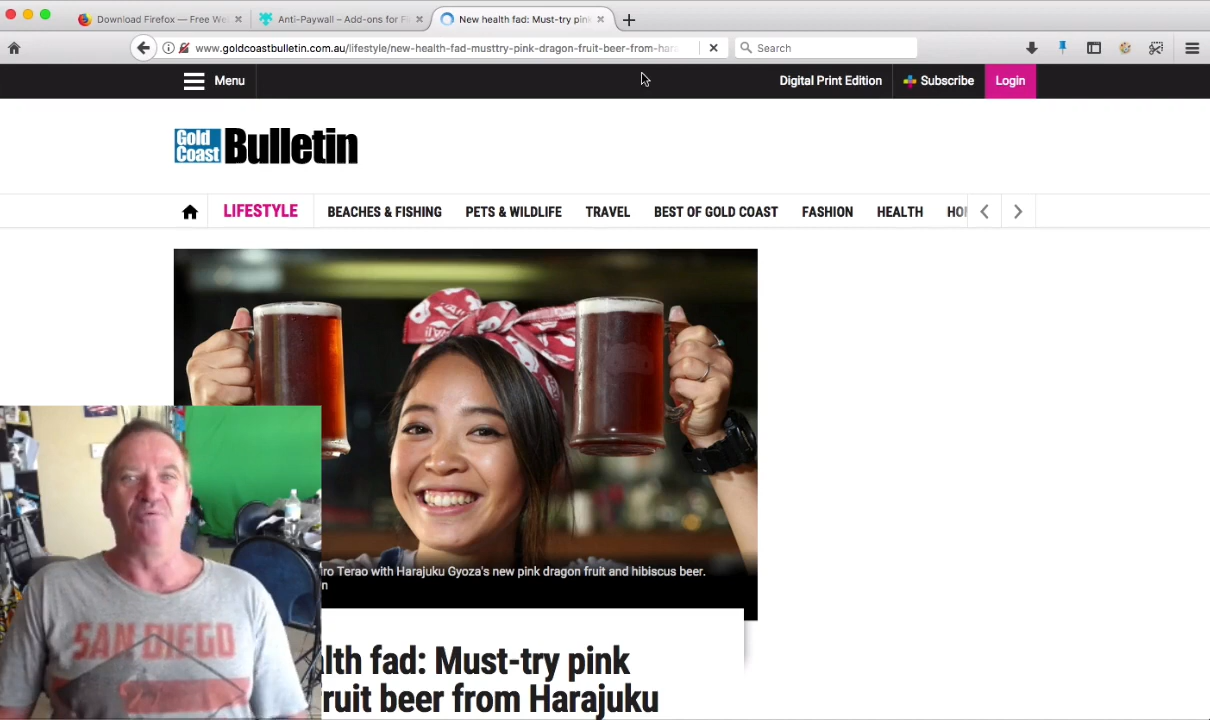 Download Firefox — Free We
Anti-Paywall – Add-ons for F
New health fad: Must-try pink
www.goldcoastbulletin.com.au/lifestyle/new-health-fad-musttry-pink-dragon-fruit-beer-from-har
Search
Menu
Digital Print Edition
Subscribe
Login
Gold Coast Bulletin
LIFESTYLE
BEACHES & FISHING
PETS & WILDLIFE
TRAVEL
BEST OF GOLD COAST
FASHION
HEALTH
HO
ro Terao with Harajuku Gyoza's new pink dragon fruit and hibiscus beer.
n
SAN DIEGO
alth fad: Must-try pink
ruit beer from Harajuku